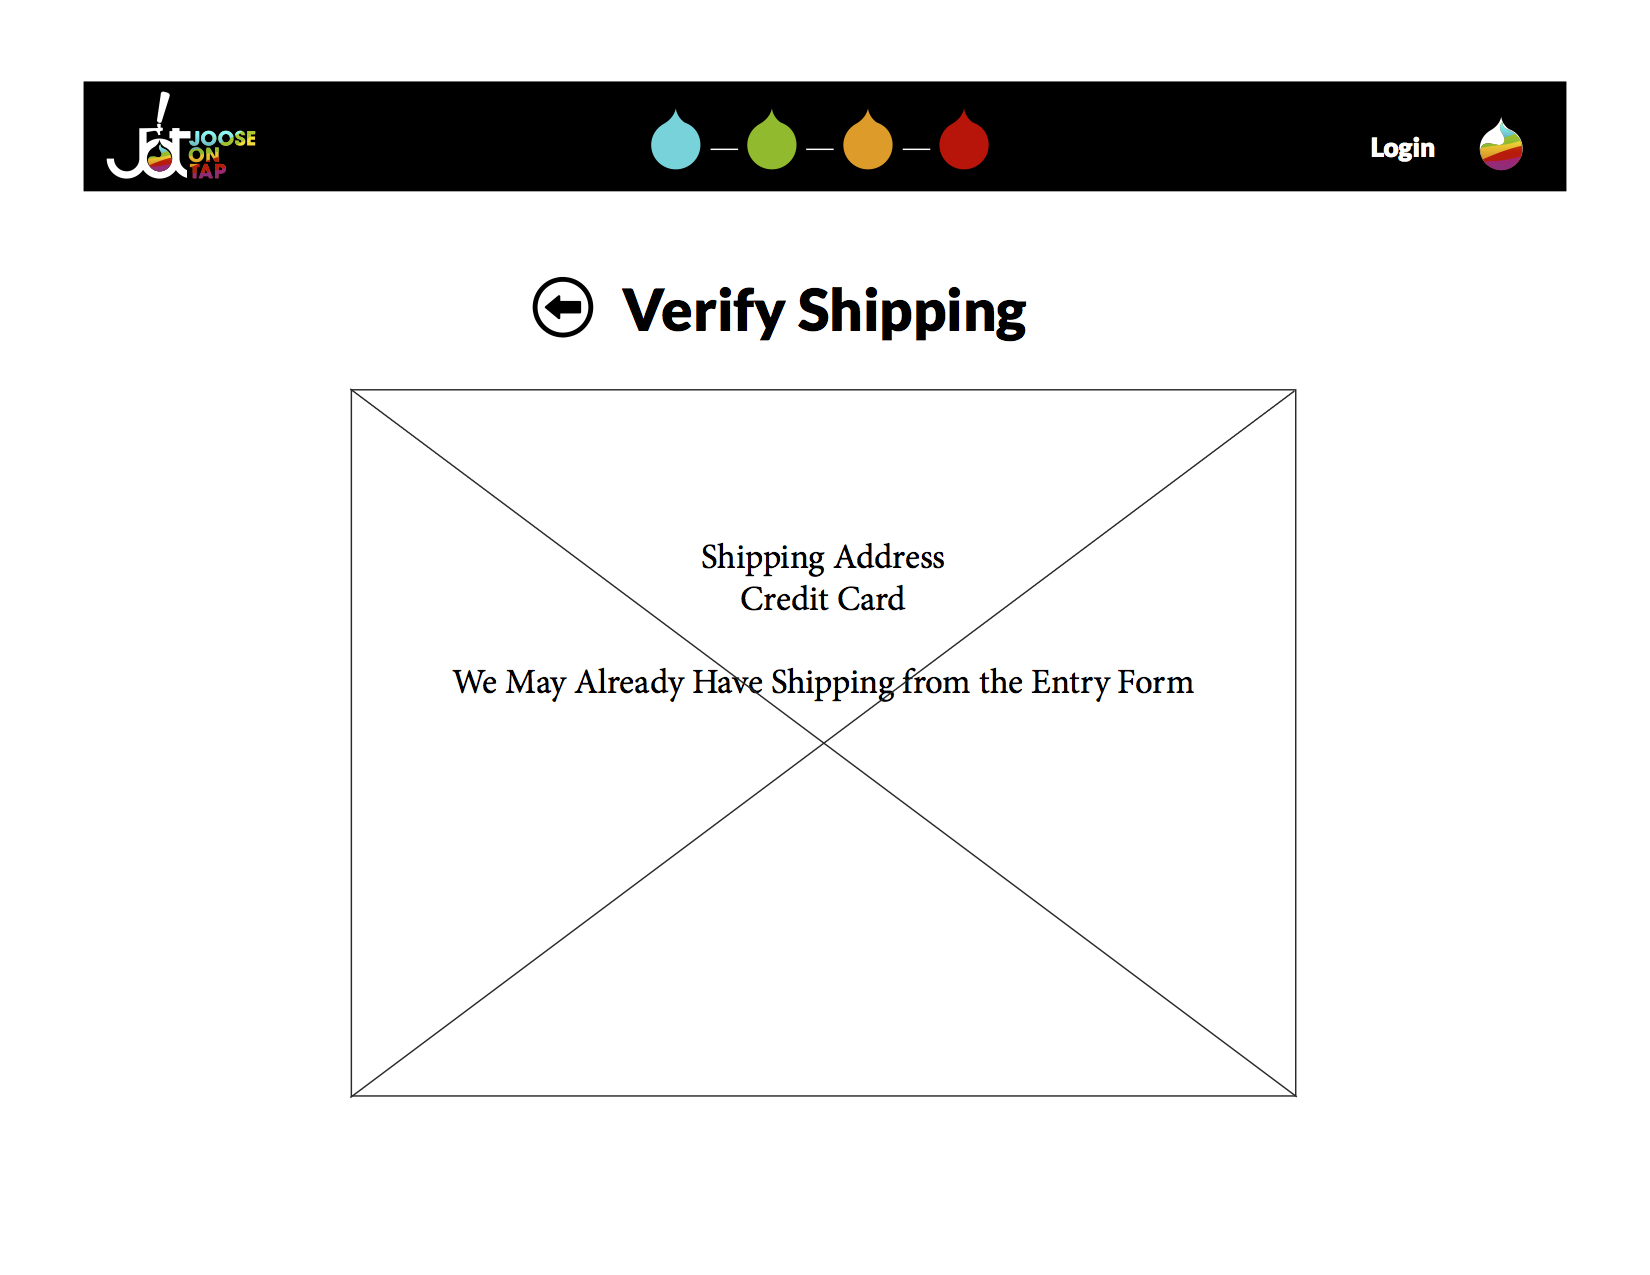 Jot
JOOSE
ON
TAP
Login
Verify Shipping
Shipping Address
Credit Card
We May Already Have Shipping from the Entry Form